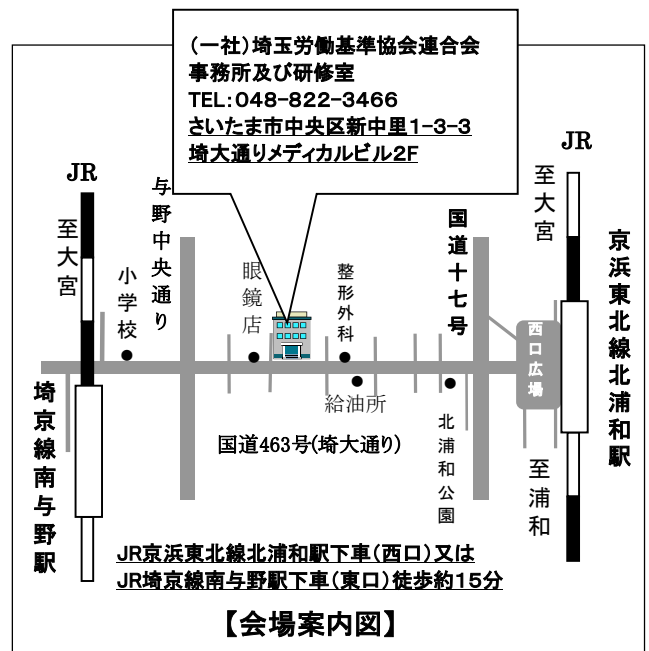 (一社)埼玉労働基準協会連合会
事務所及び研修室
TEL:048-822-3466
さいたま市中央区新中里1-3-3
埼大通りメディカルビル2F
JR
至大宮
小学校
与野中央通り
眼鏡店
整形外科
国道十七号
JR
至大宮
京浜東北線北浦和駅
西口広場
給油所
北浦和公園
至浦和
埼京線南与野駅
国道463号(埼大通り)
JR京浜東北線北浦和駅下車(西口)又は
JR埼京線南与野駅下車(東口)徒歩約15分
【会場案内図】